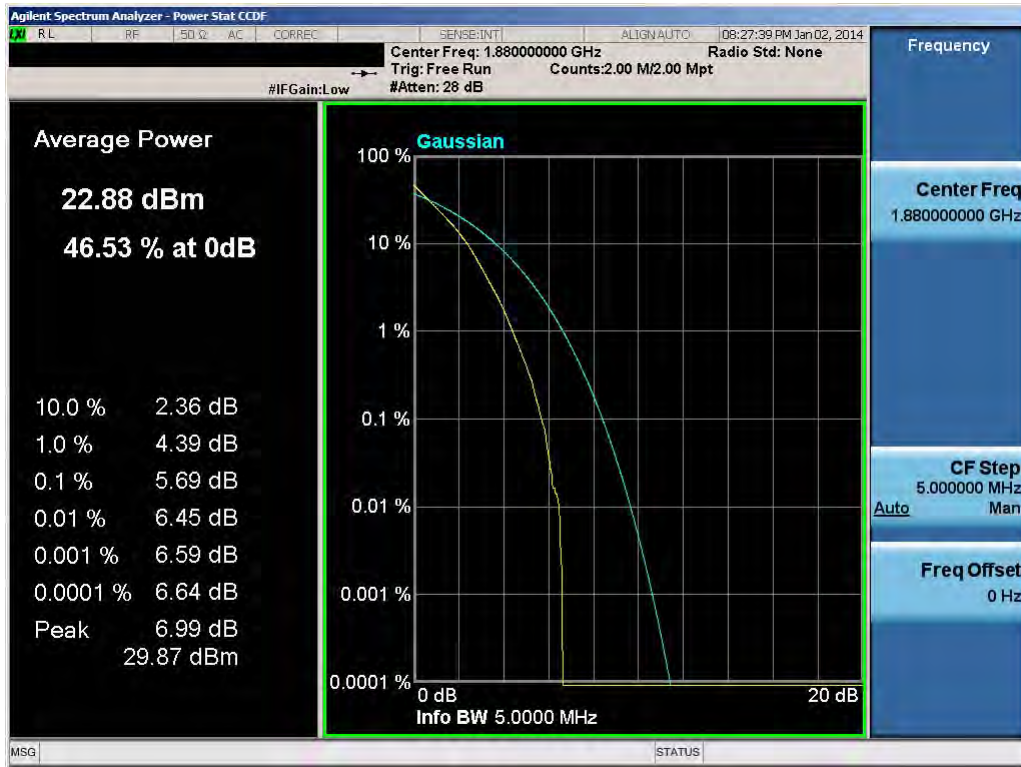 Agilent Spectrum Analyzer - Power Stat CCDF
LXI RL RF 50 Ω AC CORREC SENSE:INT ALIGN AUTO 08:27:39 PM Jan 02, 2014
Center Freq: 1.880000000 GHz Radio Std: None
Trig: Free Run Counts:2.00 M/2.00 Mpt
#IFGain:Low #Atten: 28 dB
Frequency
Average Power
22.88 dBm
46.53 % at 0dB
10.0 % 2.36 dB
1.0 % 4.39 dB
0.1 % 5.69 dB
0.01 % 6.45 dB
0.001 % 6.59 dB
0.0001 % 6.64 dB
Peak 6.99 dB
29.87 dBm
Gaussian
100 %
10 %
1 %
0.1 %
0.01 %
0.001 %
0.0001 %
0 dB 20 dB
Info BW 5.0000 MHz
Center Freq
1.880000000 GHz
CF Step
5.000000 MHz
Auto Man
Freq Offset
0 Hz
MSG STATUS